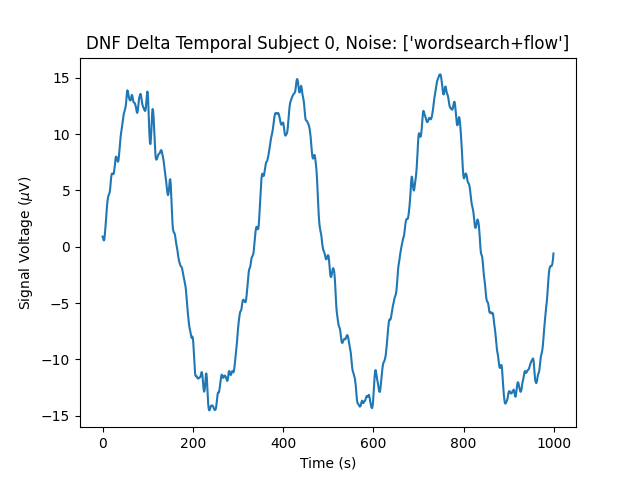 DNF Delta Temporal Subject 0, Noise: ['wordsearch+flow']
Signal Voltage (μV)
15
10
5
0
−5
−10
−15
0 200 400 600 800 1000
Time (s)